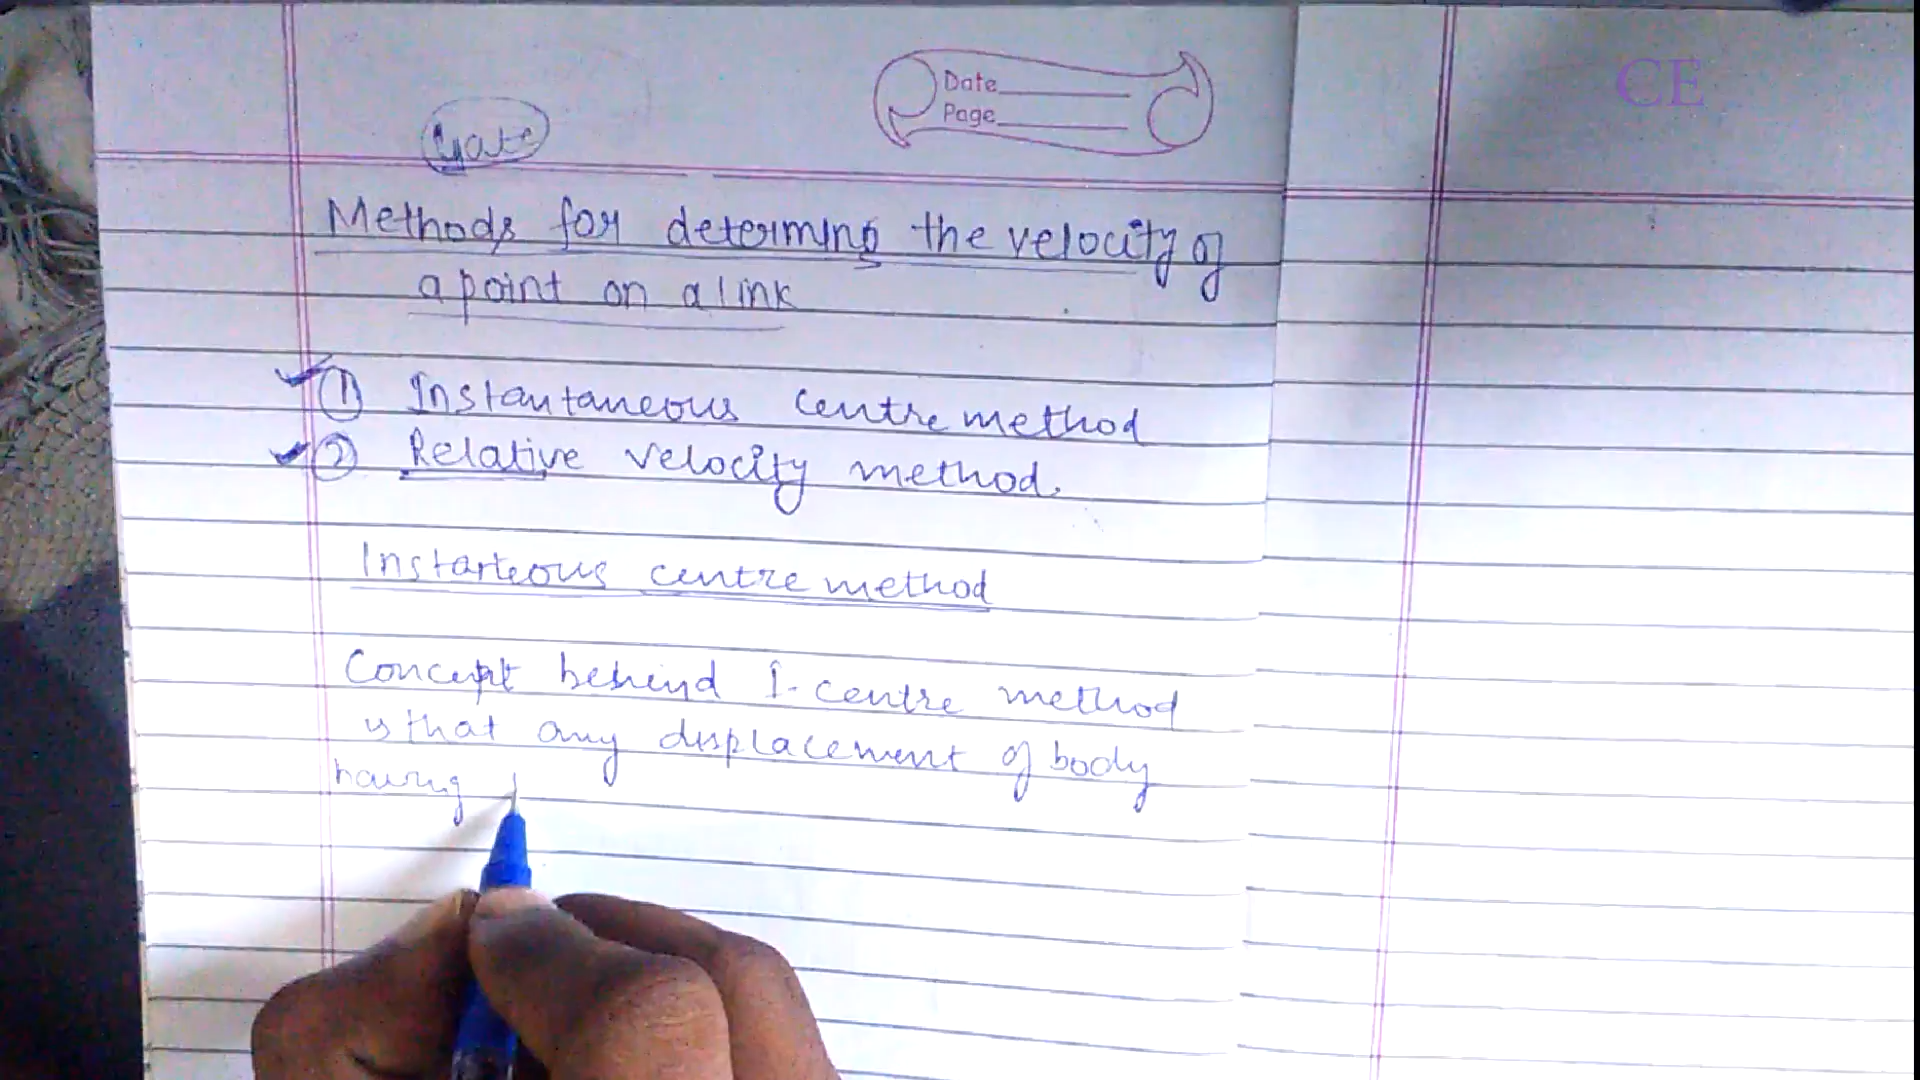 CE
Date
Page
Gate
Methods for determing the velocity of
a point on a link
① Instantaneous centre method
② Relative velocity method.
Instanteous centre method
Concept behind I-centre method
is that any displacement of body
having